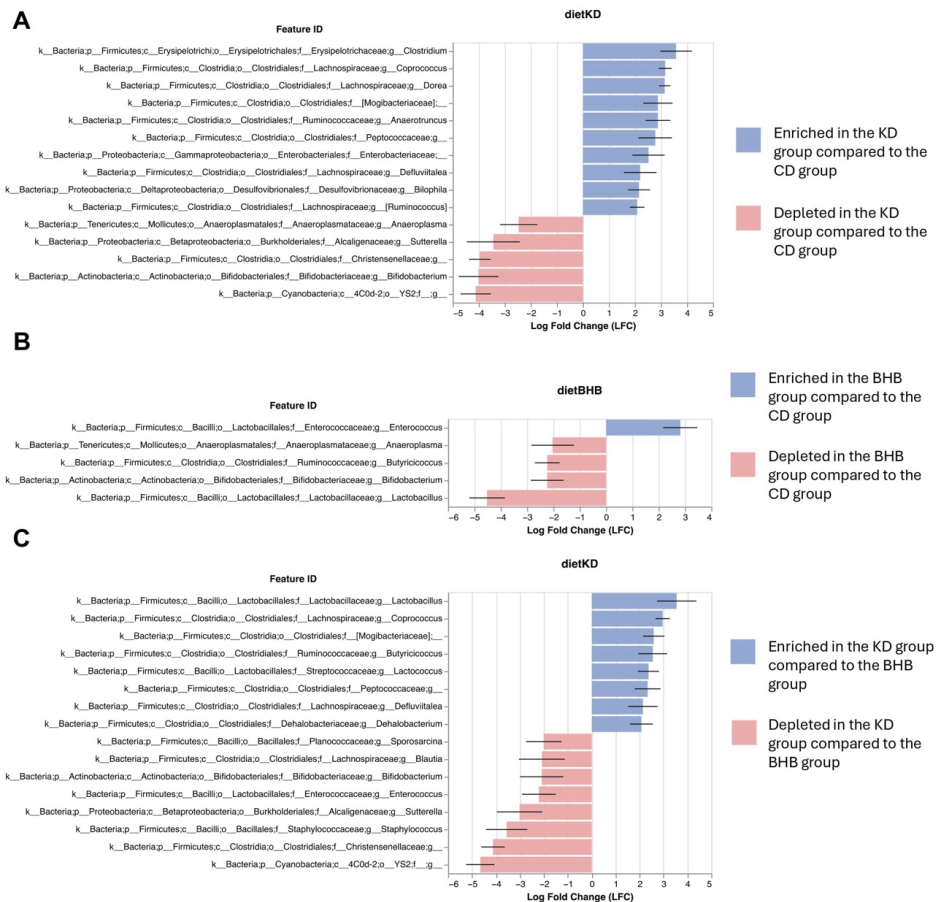 A
dietKD
Feature ID
k__Bacteria;p__Firmicutes;c__Erysipelotrichi;o__Erysipelotrichales;f__Erysipelotrichaceae;g__Clostridium
k__Bacteria;p__Firmicutes;c__Clostridia;o__Clostridiales;f__Lachnospiraceae;g__Coprococcus
k__Bacteria;p__Firmicutes;c__Clostridia;o__Clostridiales;f__Lachnospiraceae;g__Dorea
k__Bacteria;p__Firmicutes;c__Clostridia;o__Clostridiales;f__[Mogibacteriaceae];__
k__Bacteria;p__Firmicutes;c__Clostridia;o__Clostridiales;f__Ruminococcaceae;g__Anaerotruncus
k__Bacteria;p__Firmicutes;c__Clostridia;o__Clostridiales;f__Peptococcaceae;g__
k__Bacteria;p__Proteobacteria;c__Gammaproteobacteria;o__Enterobacteriales;f__Enterobacteriaceae;__
k__Bacteria;p__Firmicutes;c__Clostridia;o__Clostridiales;f__Lachnospiraceae;g__Defluviitalea
k__Bacteria;p__Proteobacteria;c__Deltaproteobacteria;o__Desulfovibrionales;f__Desulfovibrionaceae;g__Bilophila
k__Bacteria;p__Firmicutes;c__Clostridia;o__Clostridiales;f__Lachnospiraceae;g__[Ruminococcus]
k__Bacteria;p__Tenericutes;c__Mollicutes;o__Anaeroplasmatales;f__Anaeroplasmataceae;g__Anaeroplasma
k__Bacteria;p__Proteobacteria;c__Betaproteobacteria;o__Burkholderiales;f__Alcaligenaceae;g__Sutterella
k__Bacteria;p__Firmicutes;c__Clostridia;o__Clostridiales;f__Christensenellaceae;g__
k__Bacteria;p__Actinobacteria;c__Actinobacteria;o__Bifidobacteriales;f__Bifidobacteriaceae;g__Bifidobacterium
k__Bacteria;p__Cyanobacteria;c__4C0d-2;o__YS2;f__;g__
-5 -4 -3 -2 -1 0 1 2 3 4 5
Log Fold Change (LFC)
Enriched in the KD
group compared to the
CD group
Depleted in the KD
group compared to the
CD group
B
dietBHB
Feature ID
k__Bacteria;p__Firmicutes;c__Bacilli;o__Lactobacillales;f__Enterococcaceae;g__Enterococcus
k__Bacteria;p__Tenericutes;c__Mollicutes;o__Anaeroplasmatales;f__Anaeroplasmataceae;g__Anaeroplasma
k__Bacteria;p__Firmicutes;c__Clostridia;o__Clostridiales;f__Ruminococcaceae;g__Butyricicoccus
k__Bacteria;p__Actinobacteria;c__Actinobacteria;o__Bifidobacteriales;f__Bifidobacteriaceae;g__Bifidobacterium
k__Bacteria;p__Firmicutes;c__Bacilli;o__Lactobacillales;f__Lactobacillaceae;g__Lactobacillus
-6 -5 -4 -3 -2 -1 0 1 2 3 4
Log Fold Change (LFC)
Enriched in the BHB
group compared to the
CD group
Depleted in the BHB
group compared to the
CD group
C
dietKD
Feature ID
k__Bacteria;p__Firmicutes;c__Bacilli;o__Lactobacillales;f__Lactobacillaceae;g__Lactobacillus
k__Bacteria;p__Firmicutes;c__Clostridia;o__Clostridiales;f__Lachnospiraceae;g__Coprococcus
k__Bacteria;p__Firmicutes;c__Clostridia;o__Clostridiales;f__[Mogibacteriaceae];__
k__Bacteria;p__Firmicutes;c__Clostridia;o__Clostridiales;f__Ruminococcaceae;g__Butyricicoccus
k__Bacteria;p__Firmicutes;c__Bacilli;o__Lactobacillales;f__Streptococcaceae;g__Lactococcus
k__Bacteria;p__Firmicutes;c__Clostridia;o__Clostridiales;f__Peptococcaceae;g__
k__Bacteria;p__Firmicutes;c__Clostridia;o__Clostridiales;f__Lachnospiraceae;g__Defluviitalea
k__Bacteria;p__Firmicutes;c__Clostridia;o__Clostridiales;f__Dehalobacteriaceae;g__Dehalobacterium
k__Bacteria;p__Firmicutes;c__Bacilli;o__Bacillales;f__Planococcaceae;g__Sporosarcina
k__Bacteria;p__Firmicutes;c__Clostridia;o__Clostridiales;f__Lachnospiraceae;g__Blautia
k__Bacteria;p__Actinobacteria;c__Actinobacteria;o__Bifidobacteriales;f__Bifidobacteriaceae;g__Bifidobacterium
k__Bacteria;p__Firmicutes;c__Bacilli;o__Lactobacillales;f__Enterococcaceae;g__Enterococcus
k__Bacteria;p__Proteobacteria;c__Betaproteobacteria;o__Burkholderiales;f__Alcaligenaceae;g__Sutterella
k__Bacteria;p__Firmicutes;c__Bacilli;o__Bacillales;f__Staphylococcaceae;g__Staphylococcus
k__Bacteria;p__Firmicutes;c__Clostridia;o__Clostridiales;f__Christensenellaceae;g__
k__Bacteria;p__Cyanobacteria;c__4C0d-2;o__YS2;f__;g__
-6 -5 -4 -3 -2 -1 0 1 2 3 4 5
Log Fold Change (LFC)
Enriched in the KD group
compared to the BHB
group
Depleted in the KD
group compared to the
BHB group